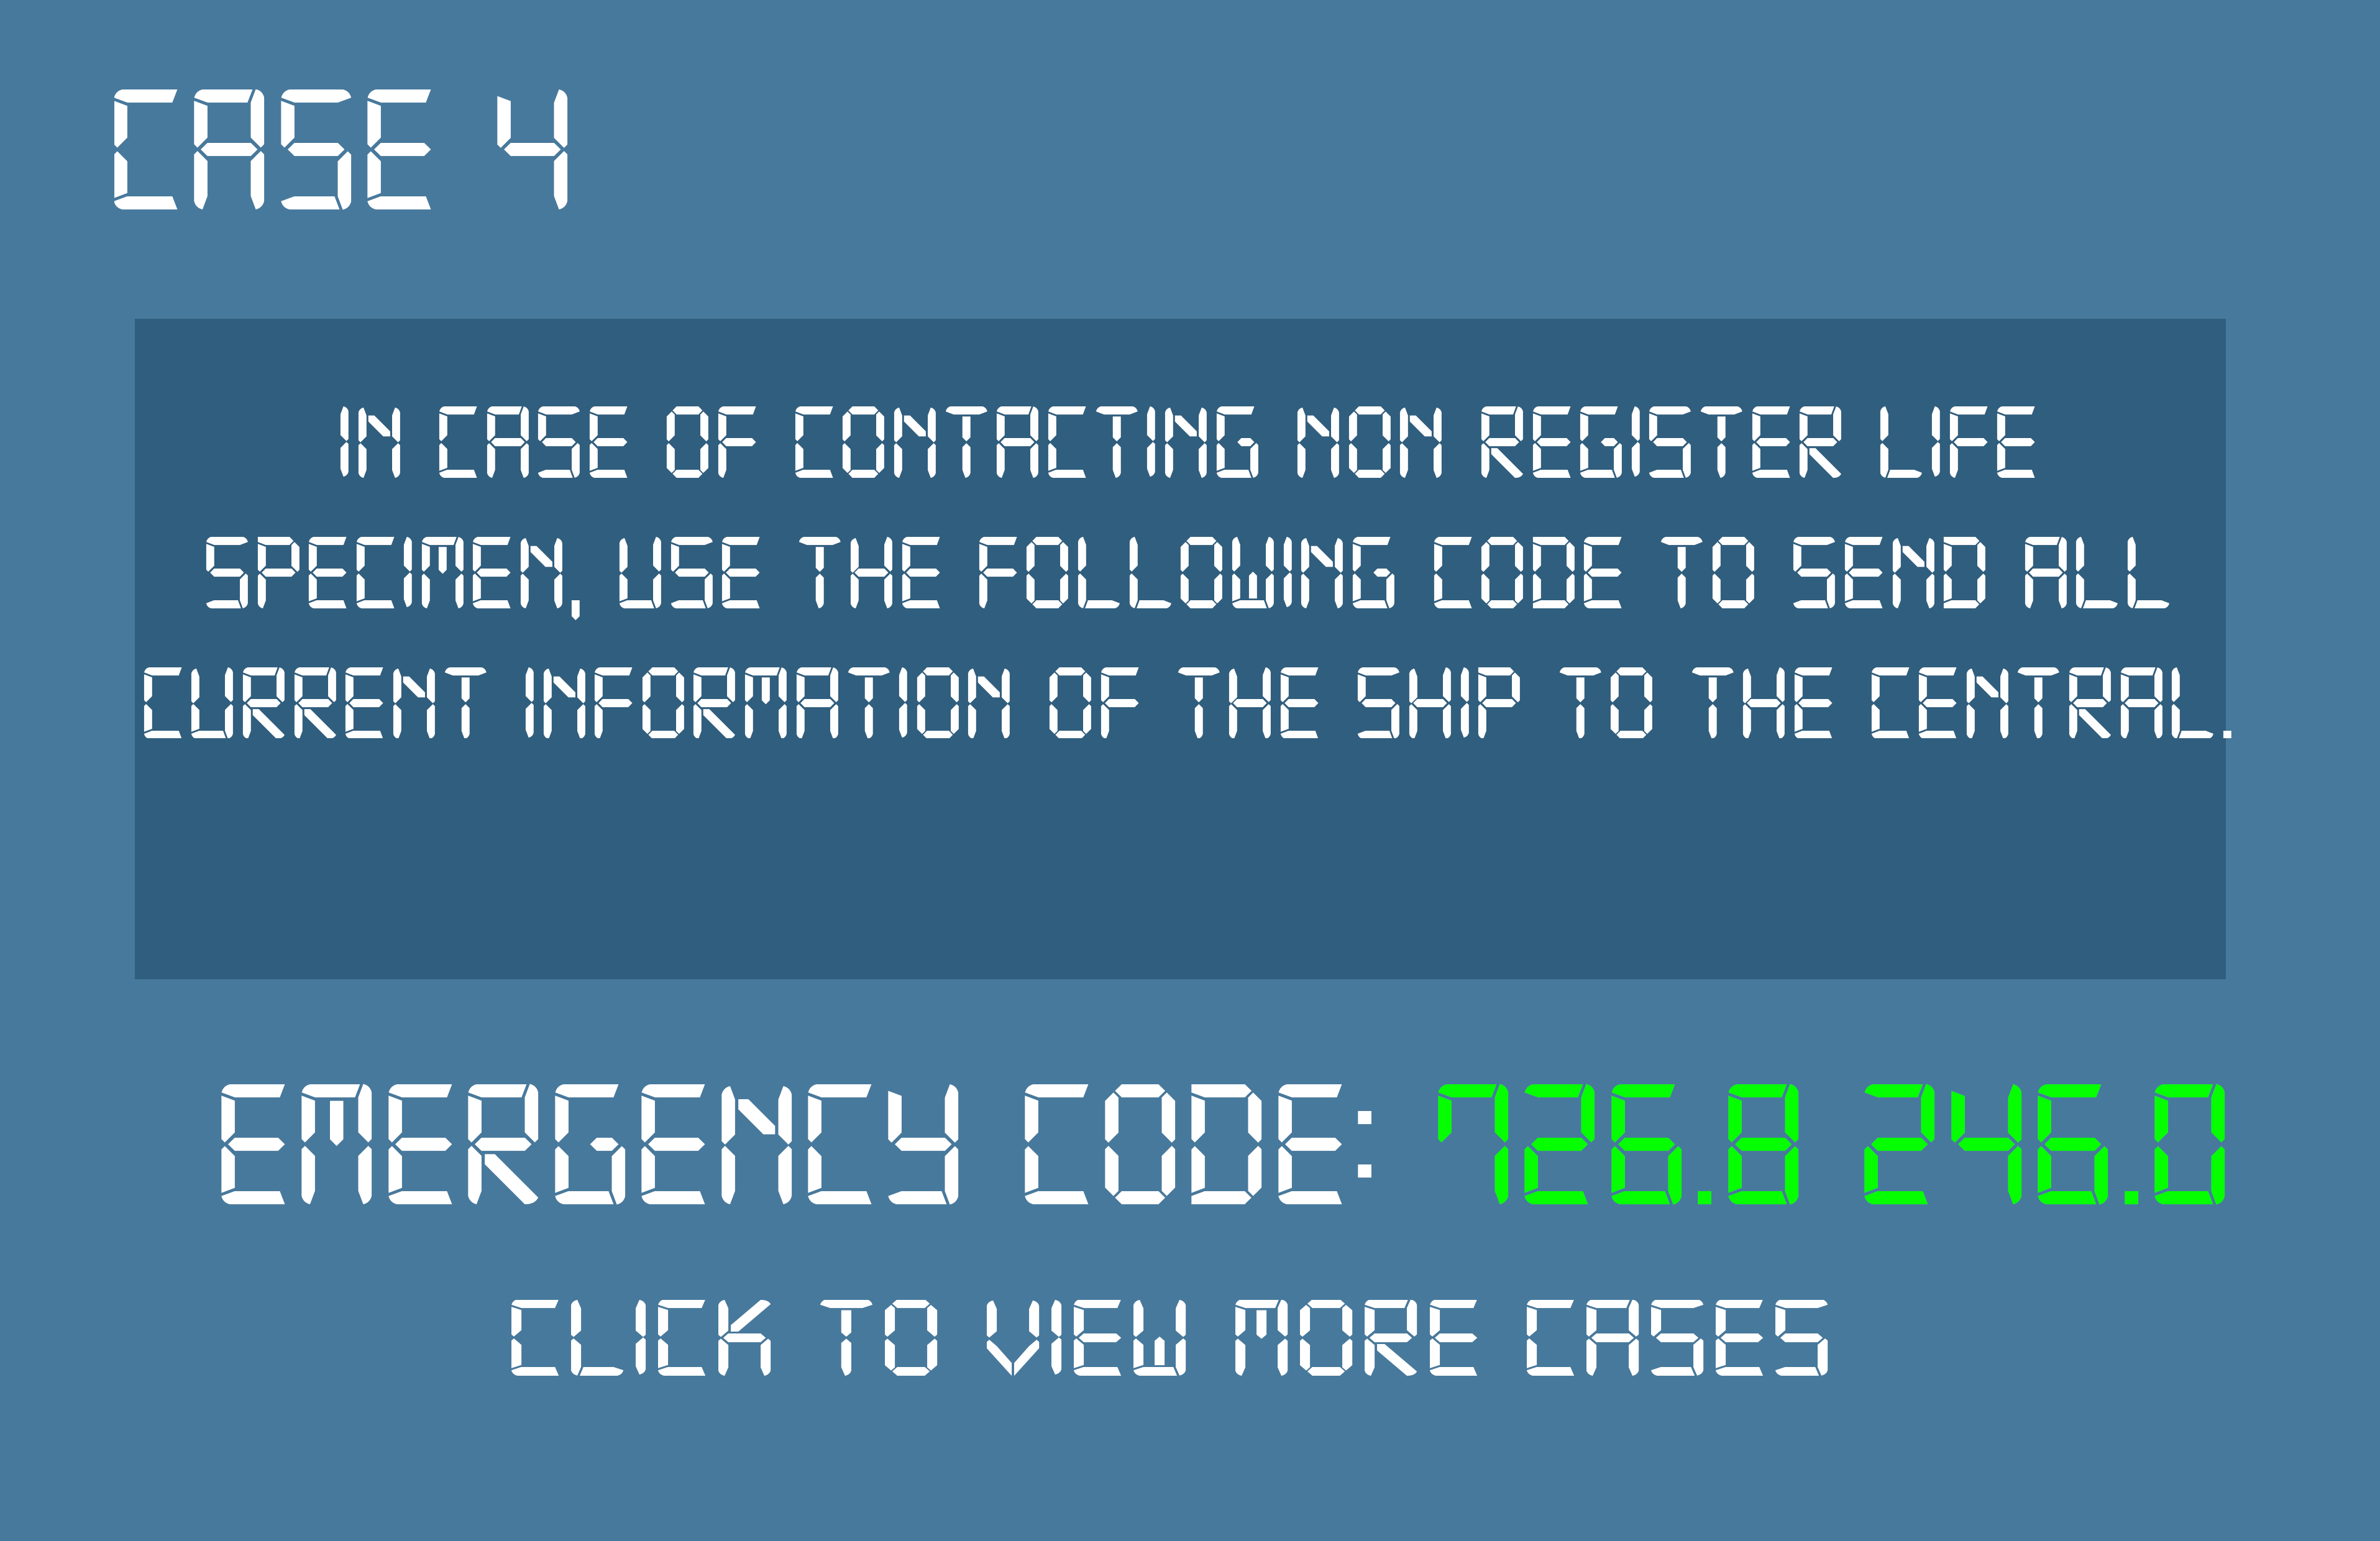 CASE 4
IN CASE OF CONTACTING NON REGISTER LIFE
SPECIMEN, USE THE FOLLOWING CODE TO SEND ALL
CURRENT INFORMATION OF THE SHIP TO THE CENTRAL.
EMERGENCY CODE: 726.8 246.0
CLICK TO VIEW MORE CASES